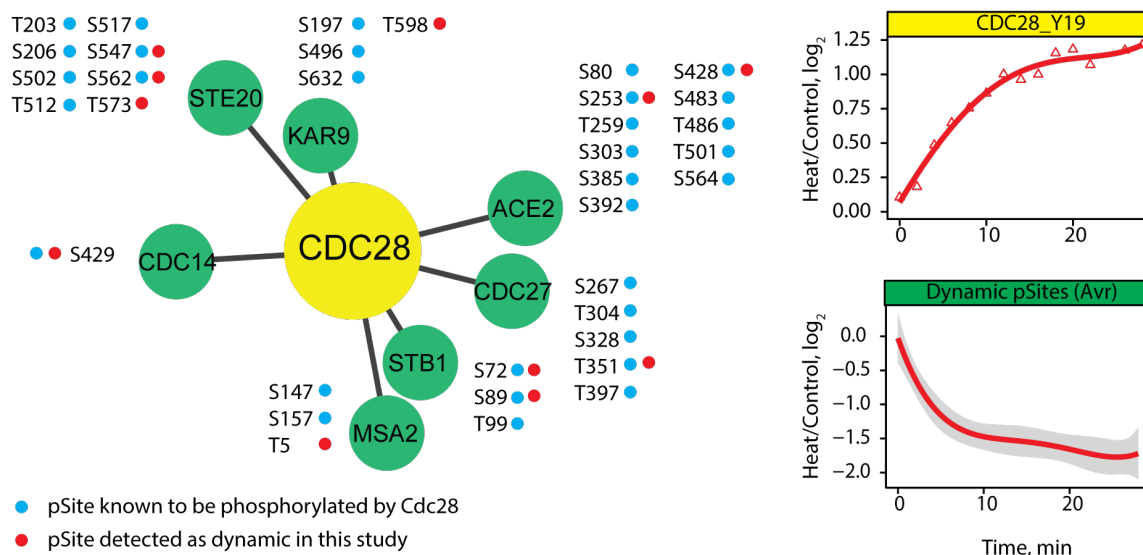 T203 S517
S206 S547
S502 S562
T512 T573
STE20
S197 T598
S496
S632
KAR9
S80 S428
S253 S483
T259 T486
S303 T501
S385 S564
S392
ACE2
CDC28
S429
CDC14
CDC27
S267
T304
S328
T351
T397
STB1
S72
S89
T99
S147
S157
T5
MSA2
pSite known to be phosphorylated by Cdc28
pSite detected as dynamic in this study
CDC28_Y19
Heat/Control, log2
1.25
1.00
0.75
0.50
0.25
0.00
0 20
Dynamic pSites (Avr)
Heat/Control, log2
0.0
−0.5
−1.0
−1.5
−2.0
0 10 20
Time, min